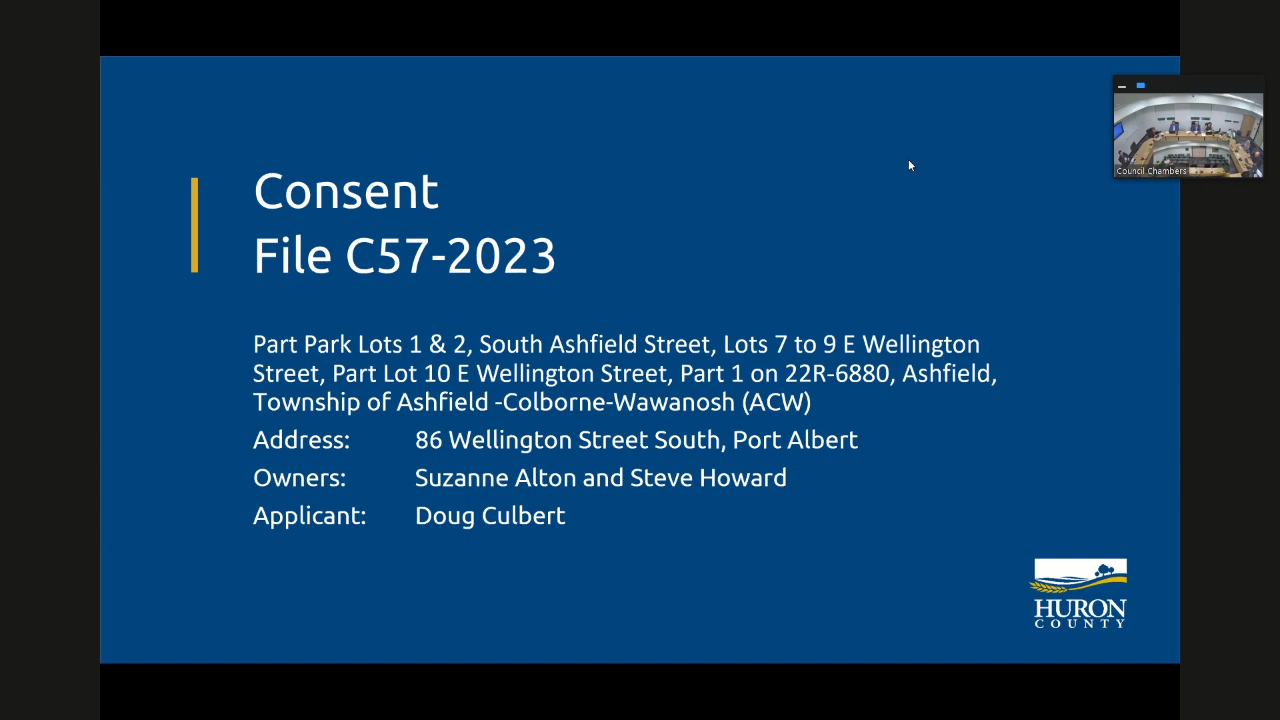 Consent
File C57-2023
Part Park Lots 1 & 2, South Ashfield Street, Lots 7 to 9 E Wellington
Street, Part Lot 10 E Wellington Street, Part 1 on 22R-6880, Ashfield,
Township of Ashfield -Colborne-Wawanosh (ACW)
Address: 86 Wellington Street South, Port Albert
Owners: Suzanne Alton and Steve Howard
Applicant: Doug Culbert
HURON
COUNTY
Council Chambers